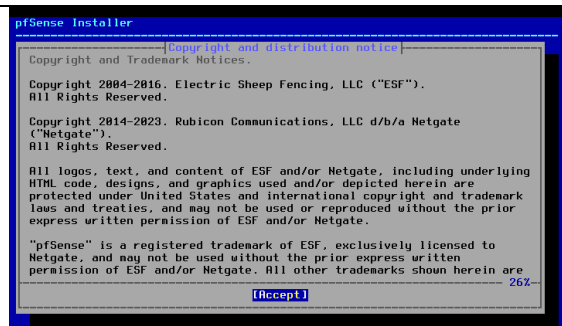 pfSense Installer
Copyright and distribution notice
Copyright and Trademark Notices.
Copyright 2004-2016. Electric Sheep Fencing, LLC ("ESF").
All Rights Reserved.
Copyright 2014-2023. Rubicon Communications, LLC d/b/a Netgate
("Netgate").
All Rights Reserved.
All logos, text, and content of ESF and/or Netgate, including underlying
HTML code, designs, and graphics used and/or depicted herein are
protected under United States and international copyright and trademark
laws and treaties, and may not be used or reproduced without the prior
express written permission of ESF and/or Netgate.
"pfSense" is a registered trademark of ESF, exclusively licensed to
Netgate, and may not be used without the prior express written
permission of ESF and/or Netgate. All other trademarks shown herein are
26%
[Accept]